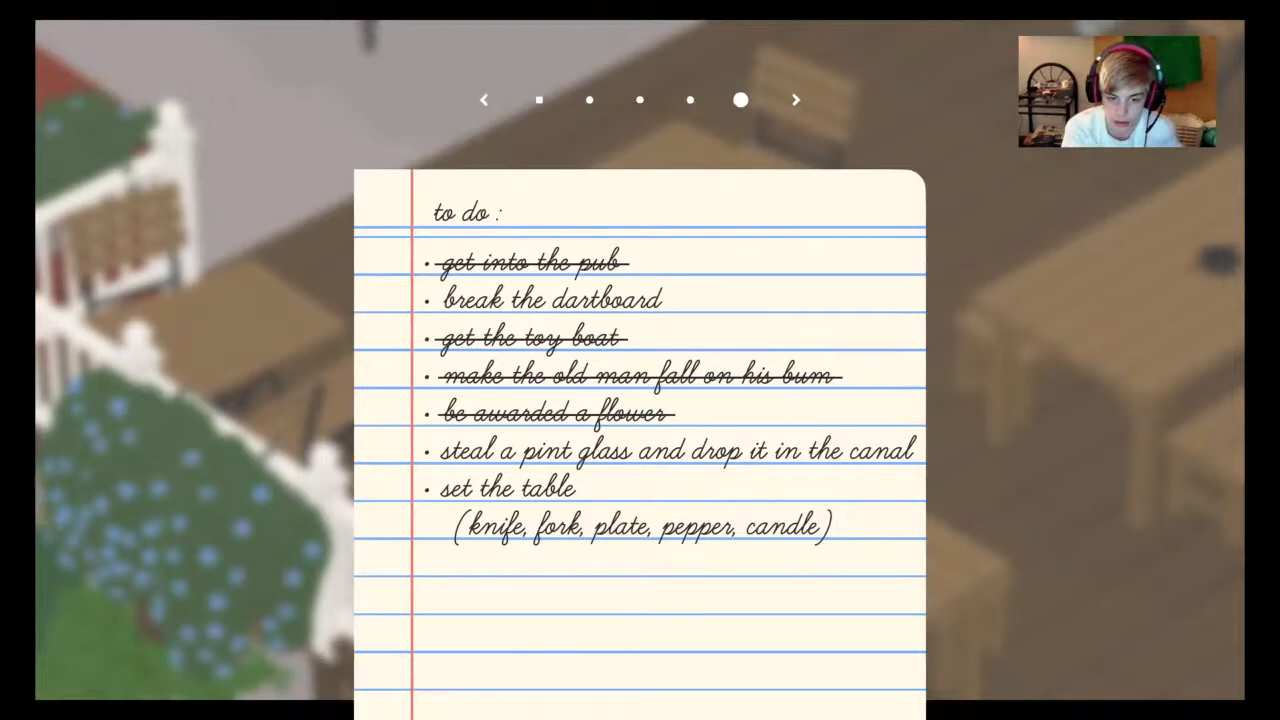 to do :
• get into the pub
• break the dartboard
• get the toy boat
• make the old man fall on his bum
• be awarded a flower
• steal a pint glass and drop it in the canal
• set the table
(knife, fork, plate, pepper, candle)